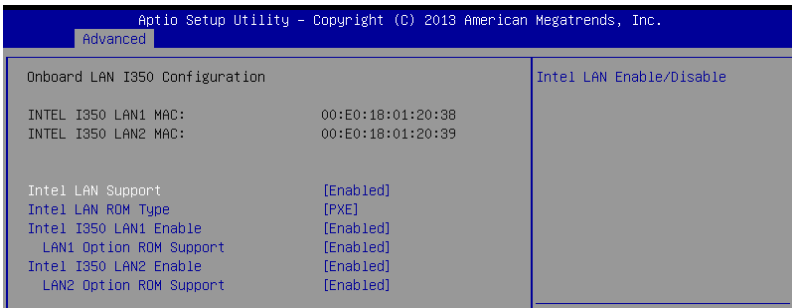 Aptio Setup Utility – Copyright (C) 2013 American Megatrends, Inc.
Advanced
Onboard LAN I350 Configuration
Intel LAN Enable/Disable
INTEL I350 LAN1 MAC: 00:E0:18:01:20:38
INTEL I350 LAN2 MAC: 00:E0:18:01:20:39
Intel LAN Support [Enabled]
Intel LAN ROM Type [PXE]
Intel I350 LAN1 Enable [Enabled]
LAN1 Option ROM Support [Enabled]
Intel I350 LAN2 Enable [Enabled]
LAN2 Option ROM Support [Enabled]